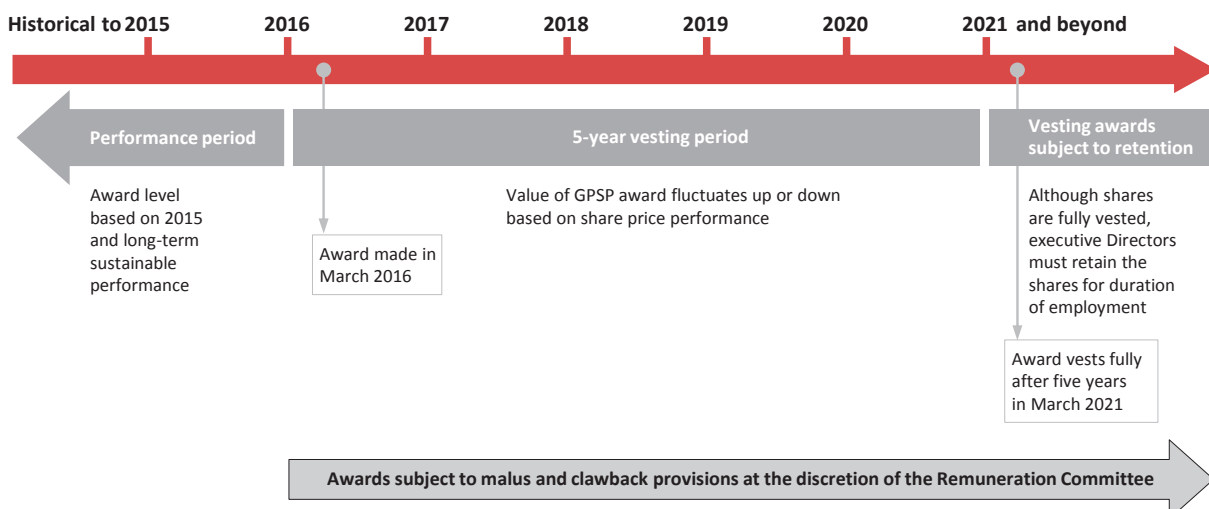 Historical to 2015 2016 2017 2018 2019 2020 2021 and beyond
Performance period
5-year vesting period
Vesting awards
subject to retention
Award level
based on 2015
and long-term
sustainable
performance
Award made in
March 2016
Value of GPSP award fluctuates up or down
based on share price performance
Although shares
are fully vested,
executive Directors
must retain the
shares for duration
of employment
Award vests fully
after five years
in March 2021
Awards subject to malus and clawback provisions at the discretion of the Remuneration Committee